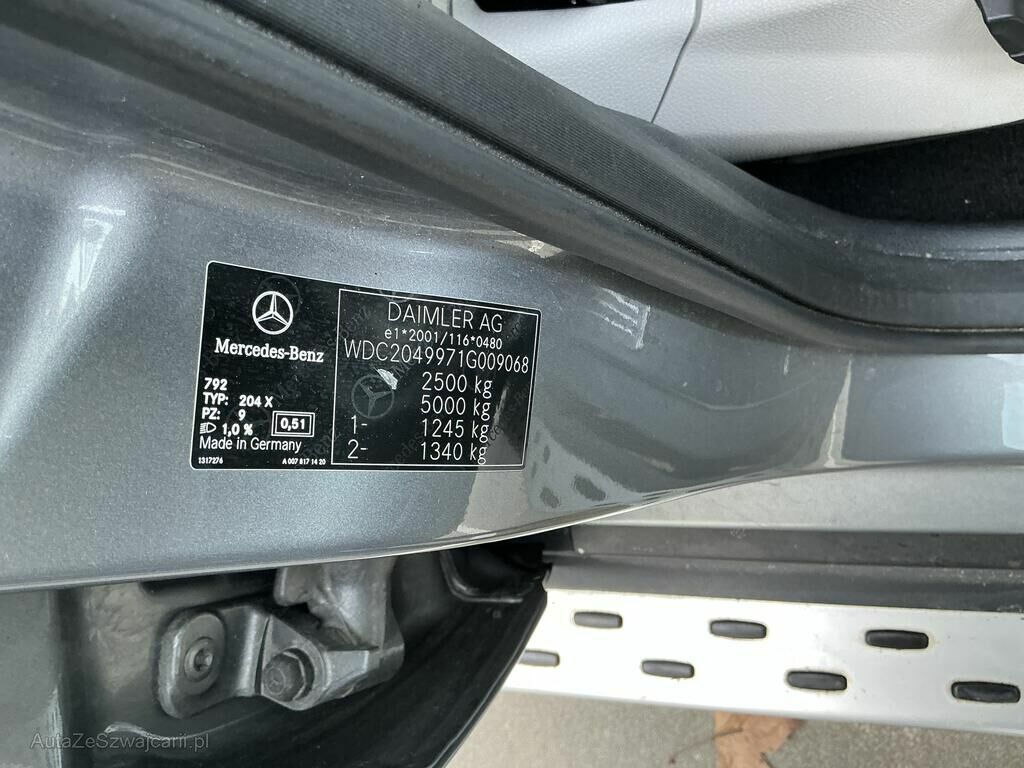 Mercedes-Benz
792
TYP: 204 X
PZ: 9
1,0 %
0,51
Made in Germany
1317276
A 007 817 14 20
DAIMLER AG
e1*2001/116*0480
WDC2049971G009068
2500 kg
5000 kg
1- 1245 kg
2- 1340 kg
AutaZeSzwajcarii.pl